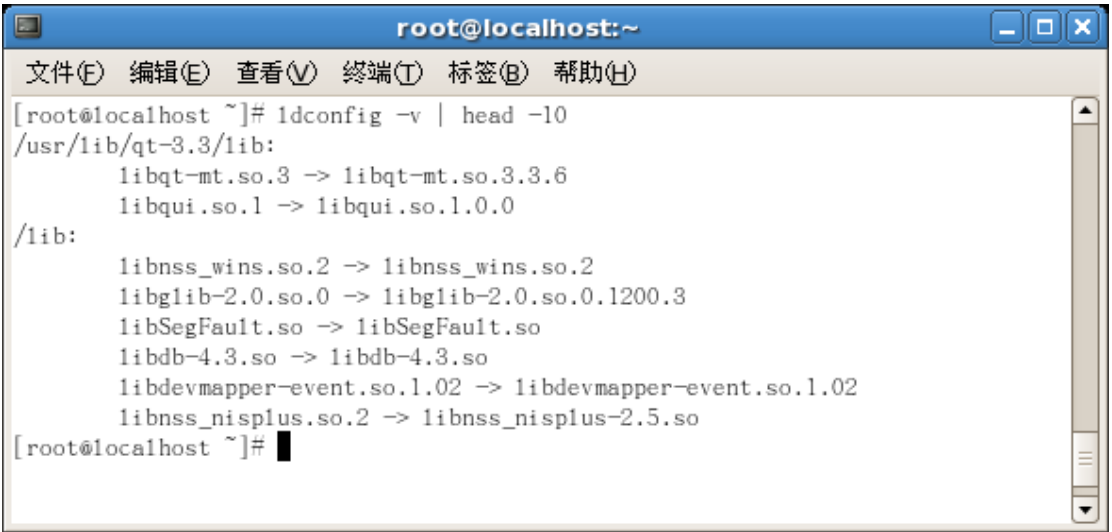 root@localhost:~
文件(F) 编辑(E) 查看(V) 终端(T) 标签(B) 帮助(H)
[root@localhost ~]# ldconfig -v | head -10
/usr/lib/qt-3.3/lib:
        libqt-mt.so.3 -> libqt-mt.so.3.3.6
        libqui.so.1 -> libqui.so.1.0.0
/lib:
        libnss_wins.so.2 -> libnss_wins.so.2
        libglib-2.0.so.0 -> libglib-2.0.so.0.1200.3
        libSegFault.so -> libSegFault.so
        libdb-4.3.so -> libdb-4.3.so
        libdevmapper-event.so.1.02 -> libdevmapper-event.so.1.02
        libnss_nisplus.so.2 -> libnss_nisplus-2.5.so
[root@localhost ~]#